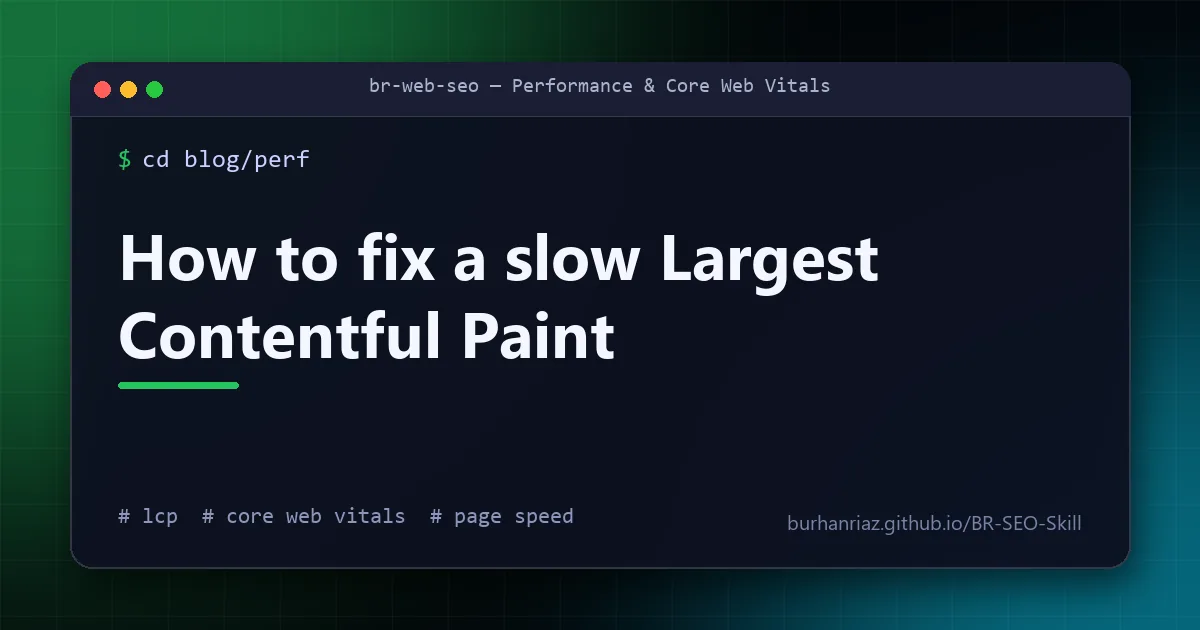 br-web-seo — Performance & Core Web Vitals
$ cd blog/perf
How to fix a slow Largest
Contentful Paint
# lcp # core web vitals # page speed
burhanriaz.github.io/BR-SEO-Skill